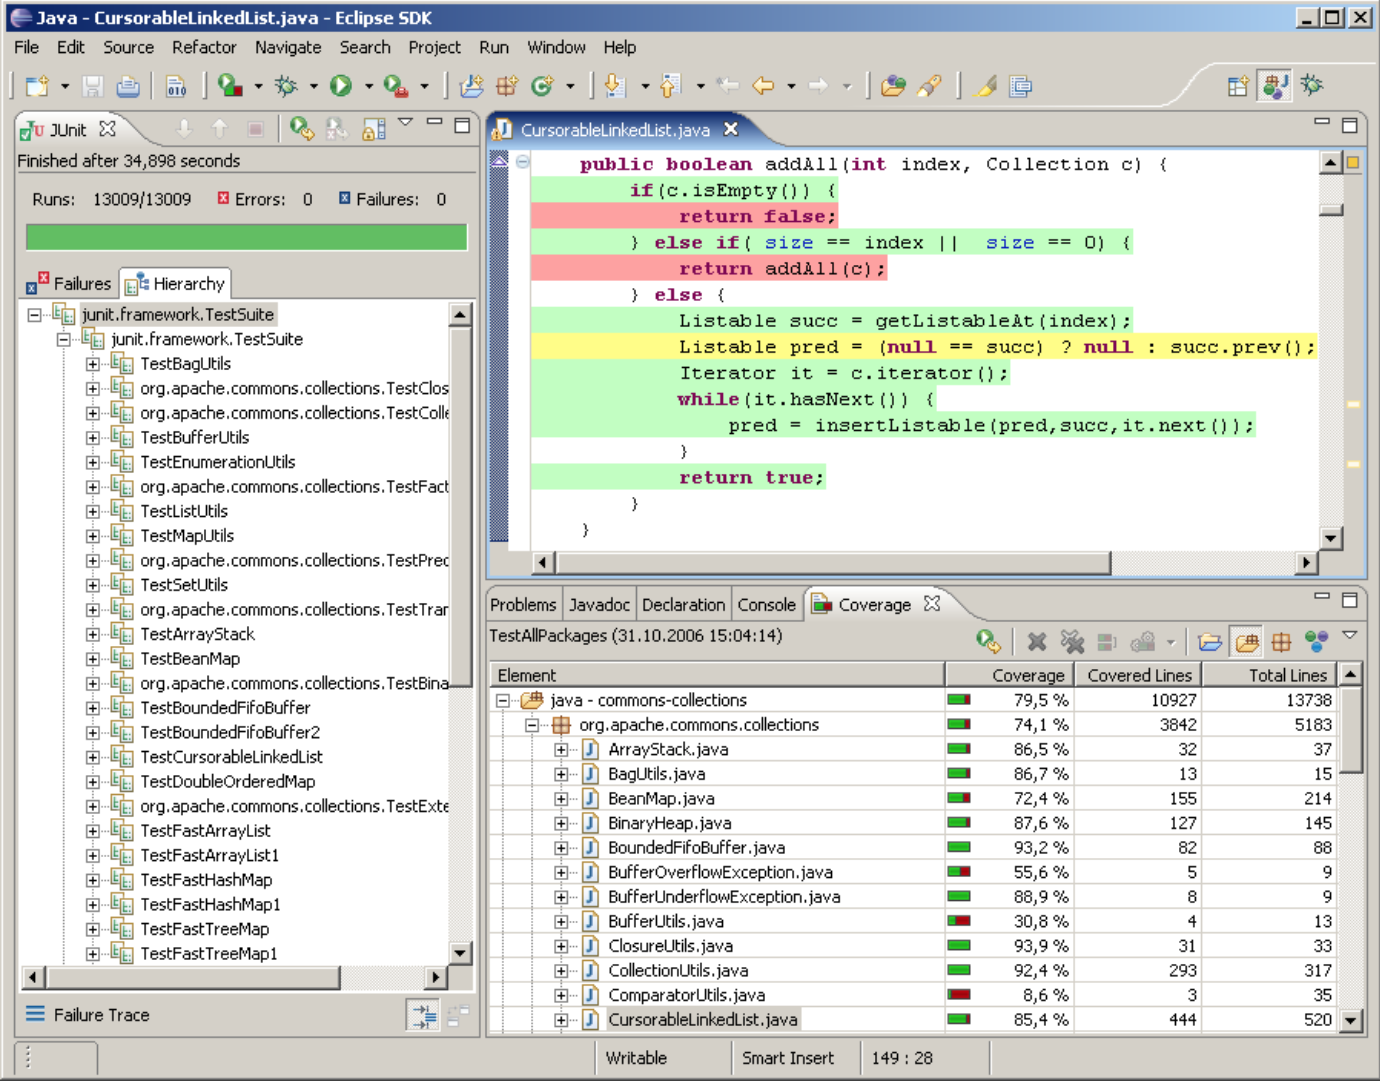 Java - CursorableLinkedList.java - Eclipse SDK
File Edit Source Refactor Navigate Search Project Run Window Help
JUnit
Finished after 34,898 seconds
Runs: 13009/13009 Errors: 0 Failures: 0
Failures Hierarchy
junit.framework.TestSuite
junit.framework.TestSuite
TestBagUtils
org.apache.commons.collections.TestClos
org.apache.commons.collections.TestColle
TestBufferUtils
TestEnumerationUtils
org.apache.commons.collections.TestFact
TestListUtils
TestMapUtils
org.apache.commons.collections.TestPred
TestSetUtils
org.apache.commons.collections.TestTrar
TestArrayStack
TestBeanMap
org.apache.commons.collections.TestBina
TestBoundedFifoBuffer
TestBoundedFifoBuffer2
TestCursorableLinkedList
TestDoubleOrderedMap
org.apache.commons.collections.TestExte
TestFastArrayList
TestFastArrayList1
TestFastHashMap
TestFastHashMap1
TestFastTreeMap
TestFastTreeMap1
Failure Trace
CursorableLinkedList.java
public boolean addAll(int index, Collection c) {
if(c.isEmpty()) {
return false;
} else if( size == index || size == 0) {
return addAll(c);
} else {
Listable succ = getListableAt(index);
Listable pred = (null == succ) ? null : succ.prev();
Iterator it = c.iterator();
while(it.hasNext()) {
pred = insertListable(pred,succ,it.next());
}
return true;
}
}
Problems Javadoc Declaration Console Coverage
TestAllPackages (31.10.2006 15:04:14)
Element Coverage Covered Lines Total Lines
java - commons-collections 79,5 % 10927 13738
org.apache.commons.collections 74,1 % 3842 5183
ArrayStack.java 86,5 % 32 37
BagUtils.java 86,7 % 13 15
BeanMap.java 72,4 % 155 214
BinaryHeap.java 87,6 % 127 145
BoundedFifoBuffer.java 93,2 % 82 88
BufferOverflowException.java 55,6 % 5 9
BufferUnderflowException.java 88,9 % 8 9
BufferUtils.java 30,8 % 4 13
ClosureUtils.java 93,9 % 31 33
CollectionUtils.java 92,4 % 293 317
ComparatorUtils.java 8,6 % 3 35
CursorableLinkedList.java 85,4 % 444 520
Writable Smart Insert 149 : 28